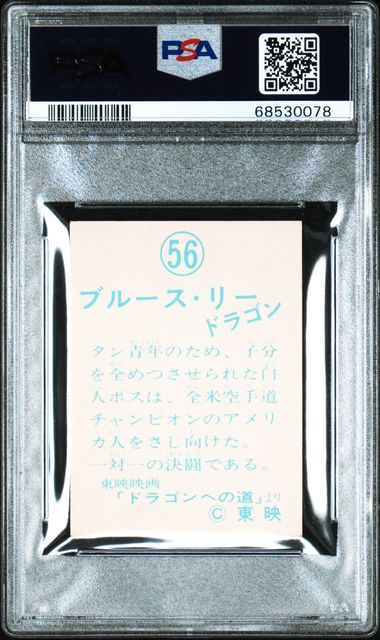 PSA
PSA
68530078
56
ブルース・リー
ドラゴン
タン青年のため、子分
を全めつさせられた白
人ボスは、全米空手道
チャンピオンのアメリ
カ人をさし向けた。
一対一の決闘である。
東映映画
「ドラゴンへの道」より
© 東映